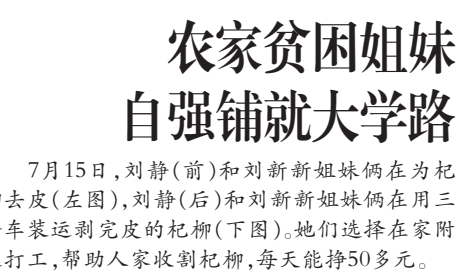 农家贫困姐妹
自强铺就大学路
7月15日,刘静(前)和刘新新姐妹俩在为杞
去皮(左图),刘静(后)和刘新新姐妹俩在用三
车装运剥完皮的杞柳(下图)。她们选择在家附
打工,帮助人家收割杞柳,每天能挣50多元。